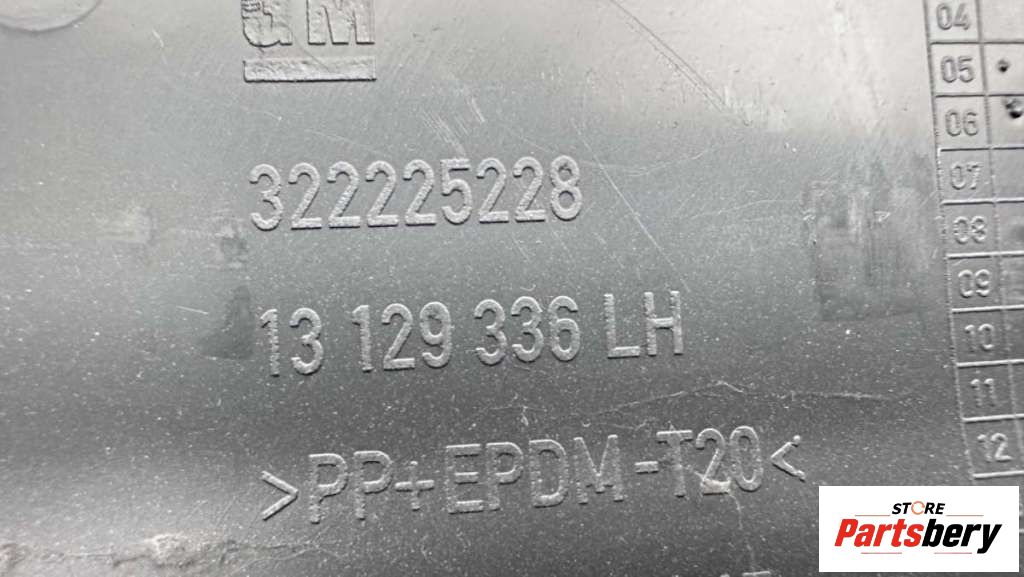 GM
322225228
13 129 336 LH
>PP+EPDM-T20<
04
05
06
07
08
09
10
11
12
STORE
Partsbery